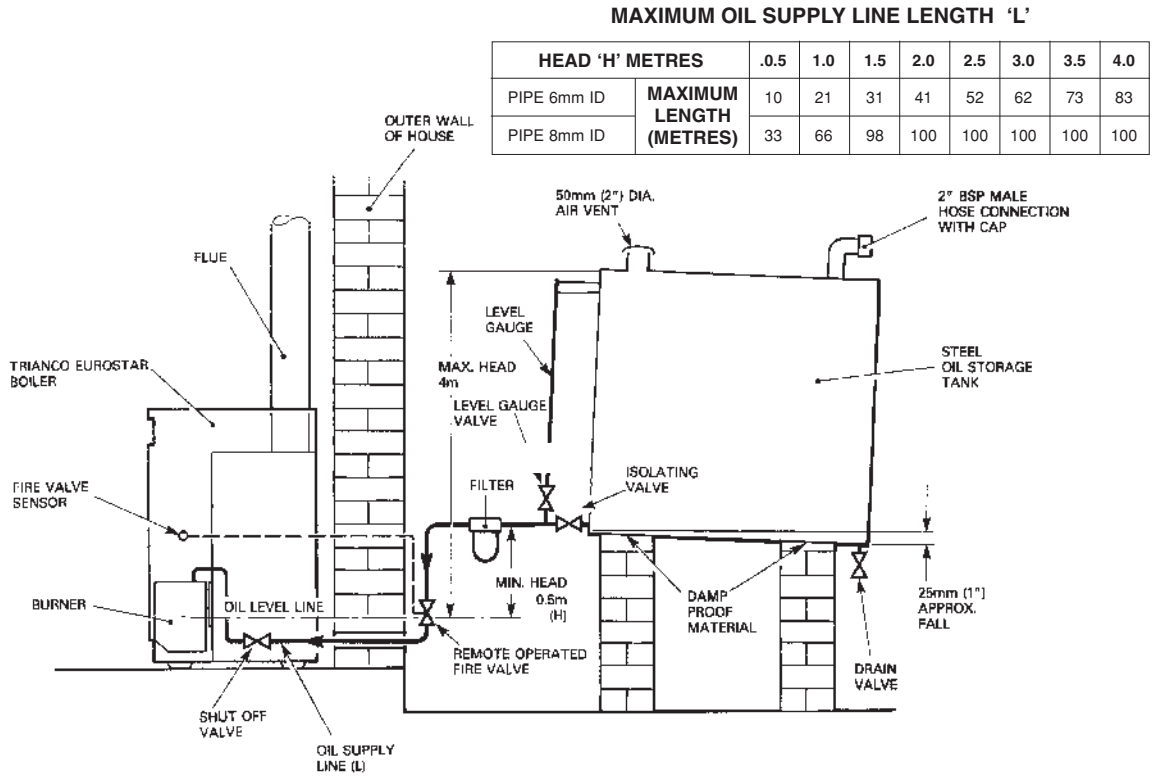 MAXIMUM OIL SUPPLY LINE LENGTH ‘L’
HEAD ‘H’ METRES .0.5 1.0 1.5 2.0 2.5 3.0 3.5 4.0
PIPE 6mm ID 10 21 31 41 52 62 73 83
MAXIMUM
LENGTH
(METRES)
PIPE 8mm ID 33 66 98 100 100 100 100 100
OUTER WALL
OF HOUSE
50mm (2") DIA.
AIR VENT
2" BSP MALE
HOSE CONNECTION
WITH CAP
FLUE
LEVEL
GAUGE
TRIANCO EUROSTAR
BOILER
MAX. HEAD
4m
STEEL
OIL STORAGE
TANK
LEVEL GAUGE
VALVE
FIRE VALVE
SENSOR
FILTER
ISOLATING
VALVE
MIN. HEAD
0.5m
(H)
BURNER
OIL LEVEL LINE
DAMP
PROOF
MATERIAL
25mm (1")
APPROX.
FALL
REMOTE OPERATED
FIRE VALVE
DRAIN
VALVE
SHUT OFF
VALVE
OIL SUPPLY
LINE (L)